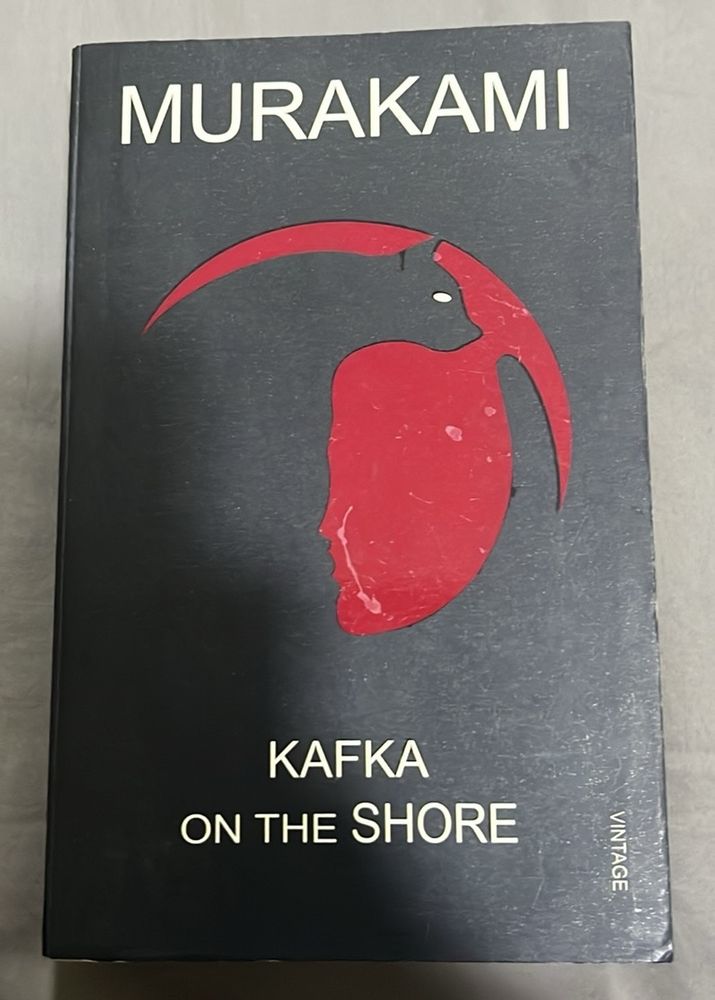 MURAKAMI
KAFKA
ON THE SHORE
VINTAGE